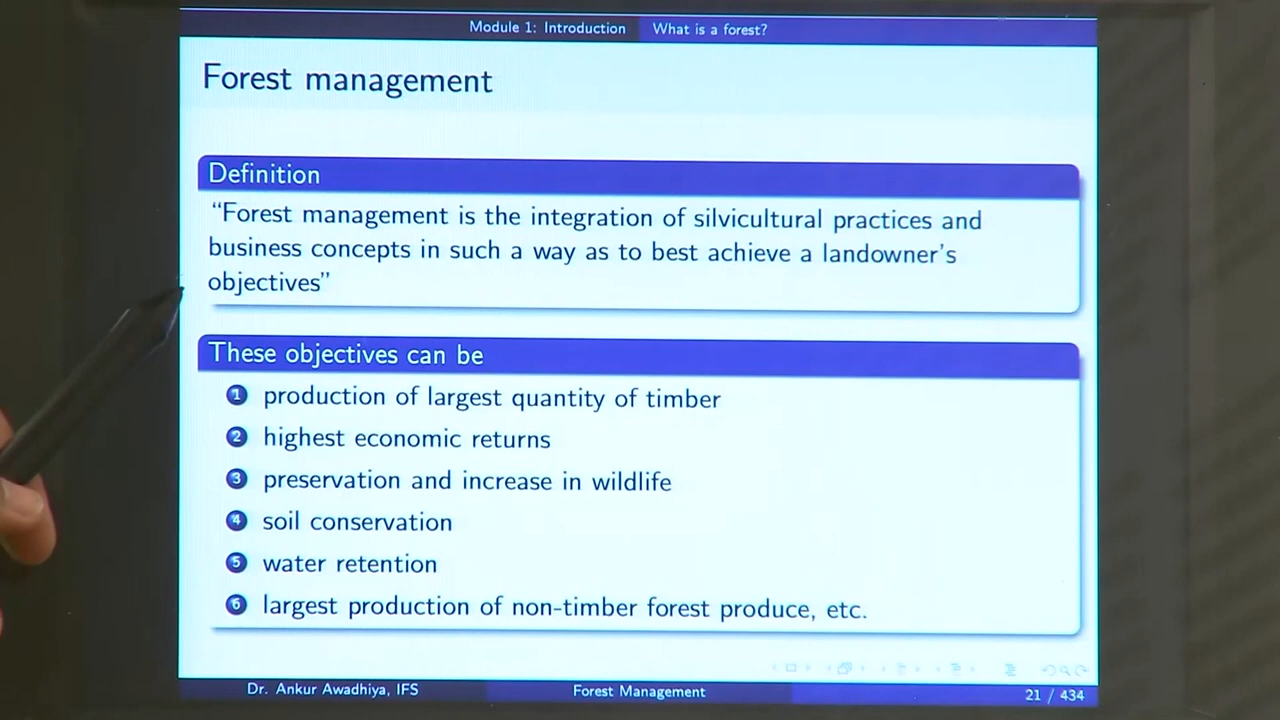 Module 1: Introduction What is a forest?
Forest management
Definition
“Forest management is the integration of silvicultural practices and
business concepts in such a way as to best achieve a landowner’s
objectives”
These objectives can be
1 production of largest quantity of timber
2 highest economic returns
3 preservation and increase in wildlife
4 soil conservation
5 water retention
6 largest production of non-timber forest produce, etc.
Dr. Ankur Awadhiya, IFS Forest Management 21 / 434